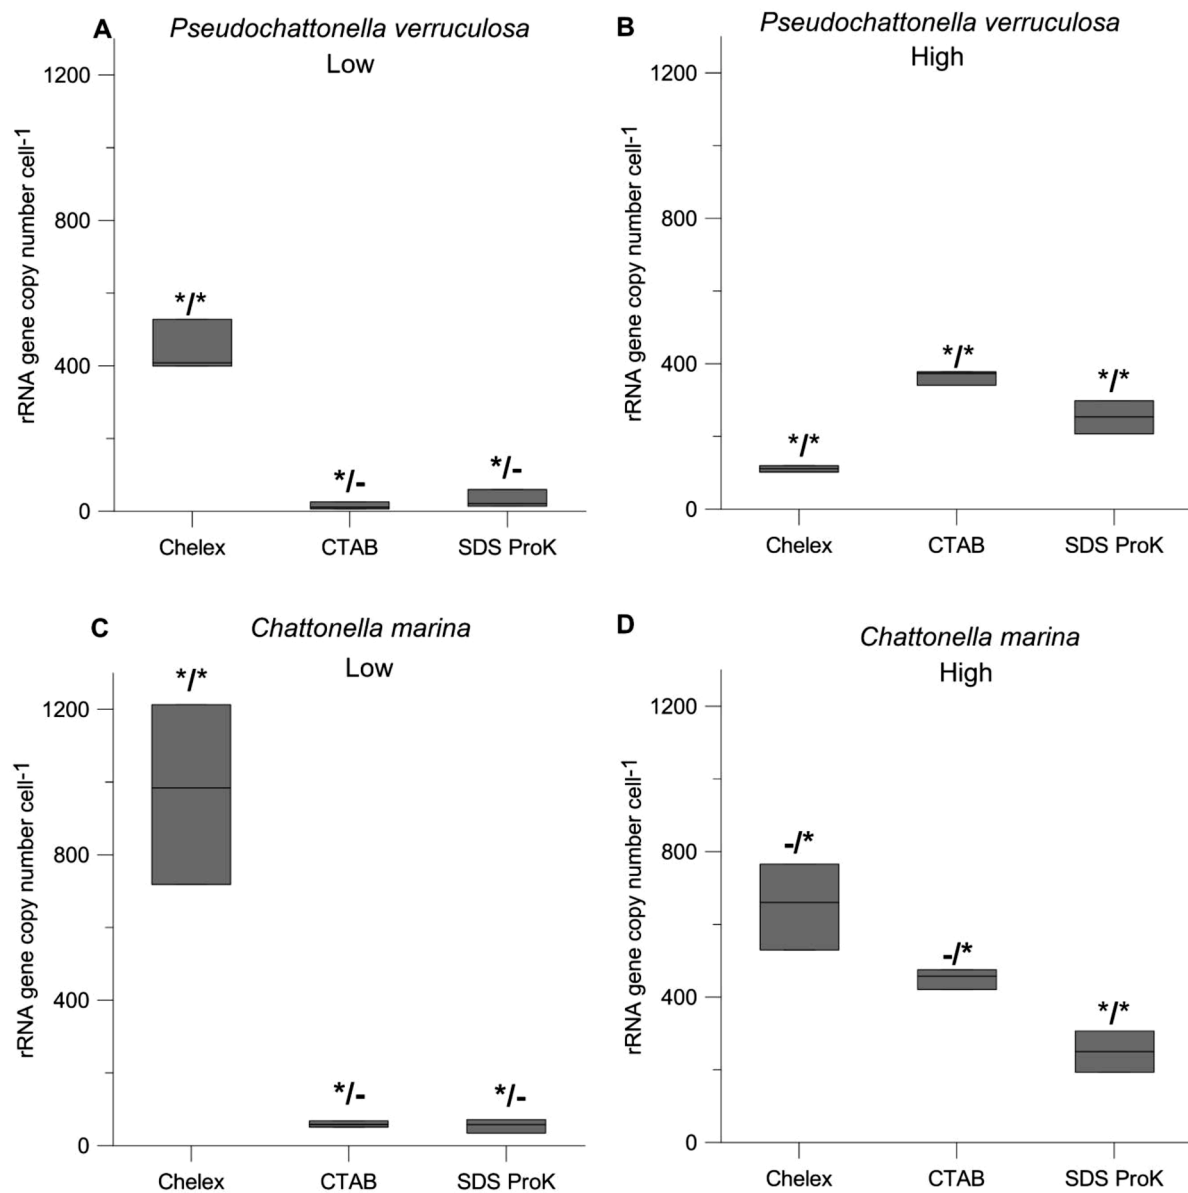 A
Pseudochattonella verruculosa
Low
1200
800
400
0
rRNA gene copy number cell-1
*/*
*/-
*/-
Chelex
CTAB
SDS ProK
B
Pseudochattonella verruculosa
High
1200
800
400
0
rRNA gene copy number cell-1
*/*
*/*
*/*
Chelex
CTAB
SDS ProK
C
Chattonella marina
Low
1200
800
400
0
rRNA gene copy number cell-1
*/*
*/-
*/-
Chelex
CTAB
SDS ProK
D
Chattonella marina
High
1200
800
400
0
rRNA gene copy number cell-1
-/*
-/*
*/*
Chelex
CTAB
SDS ProK